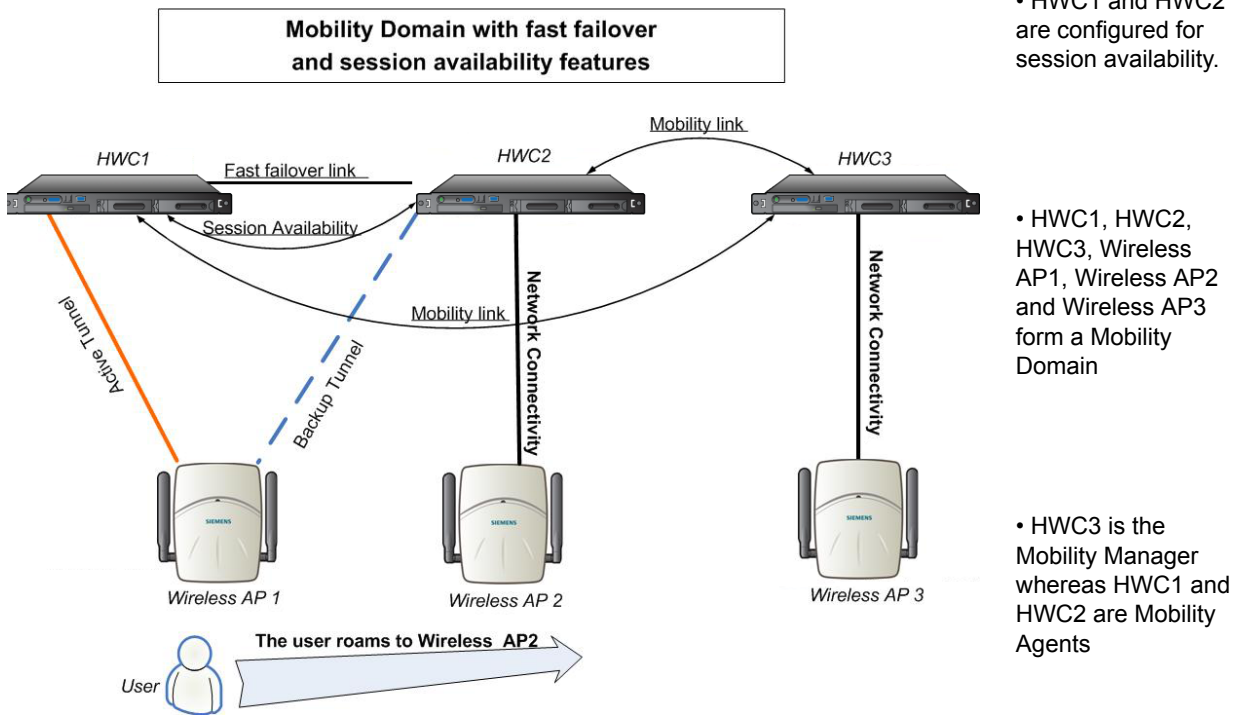 Mobility Domain with fast failover
and session availability features
• HWC1 and HWC2
are configured for
session availability.
Mobility link
HWC1
HWC2
HWC3
Fast failover link
Session Availability
Mobility link
Active Tunnel
Backup Tunnel
Network Connectivity
Network Connectivity
• HWC1, HWC2,
HWC3, Wireless
AP1, Wireless AP2
and Wireless AP3
form a Mobility
Domain
SIEMENS
SIEMENS
SIEMENS
Wireless AP 1
Wireless AP 2
Wireless AP 3
• HWC3 is the
Mobility Manager
whereas HWC1 and
HWC2 are Mobility
Agents
The user roams to Wireless AP2
User